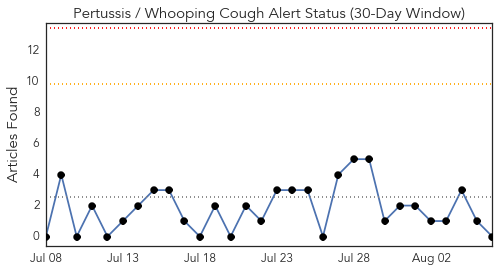 Pertussis / Whooping Cough Alert Status (30-Day Window)
Articles Found
12
10
8
6
4
2
0
Jul 08 Jul 13 Jul 18 Jul 23 Jul 28 Aug 02